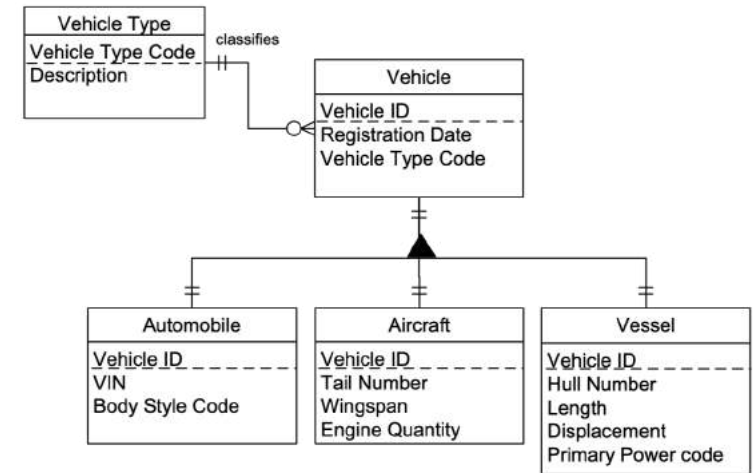 Vehicle Type
Vehicle Type Code
Description
classifies
Vehicle
Vehicle ID
Registration Date
Vehicle Type Code
Automobile
Vehicle ID
VIN
Body Style Code
Aircraft
Vehicle ID
Tail Number
Wingspan
Engine Quantity
Vessel
Vehicle ID
Hull Number
Length
Displacement
Primary Power code